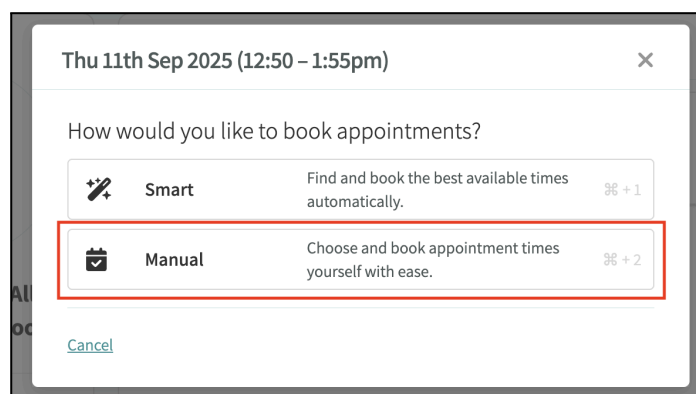 Thu 11th Sep 2025 (12:50 – 1:55pm)
How would you like to book appointments?
Smart
Find and book the best available times
automatically.
⌘ + 1
Manual
Choose and book appointment times
yourself with ease.
⌘ + 2
All
Cancel